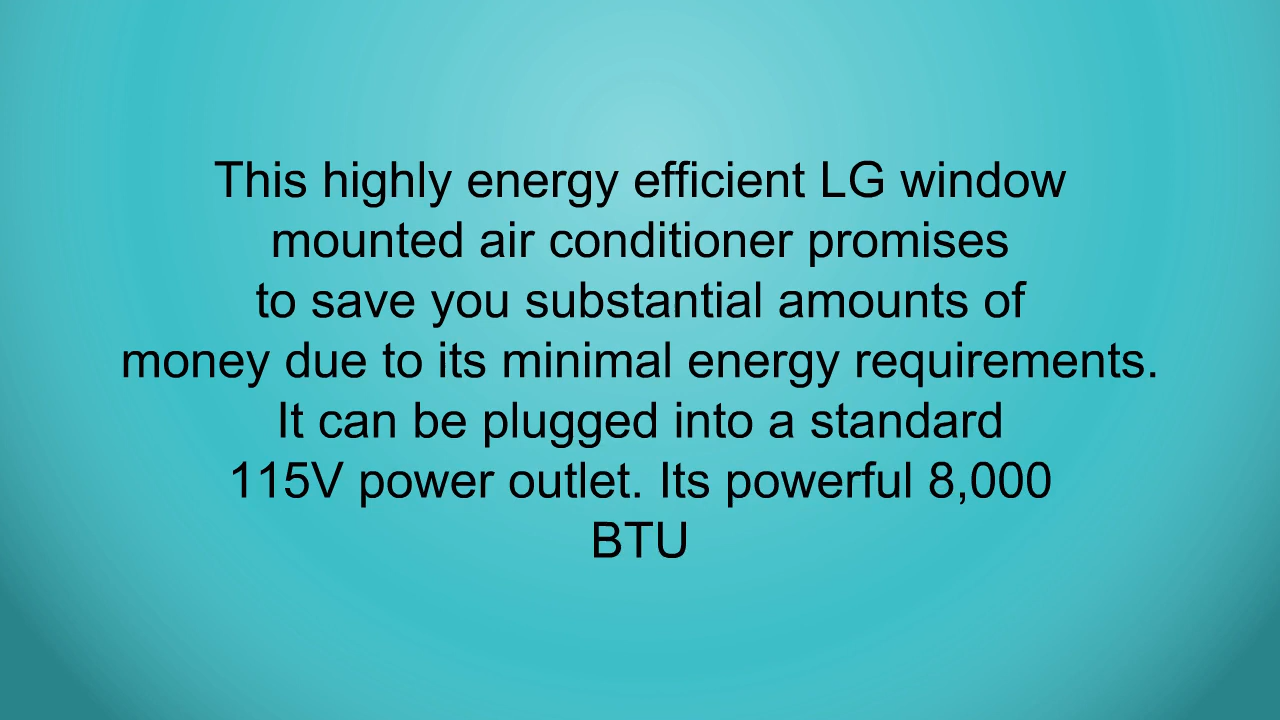 This highly energy efficient LG window
mounted air conditioner promises
to save you substantial amounts of
money due to its minimal energy requirements.
It can be plugged into a standard
115V power outlet. Its powerful 8,000
BTU